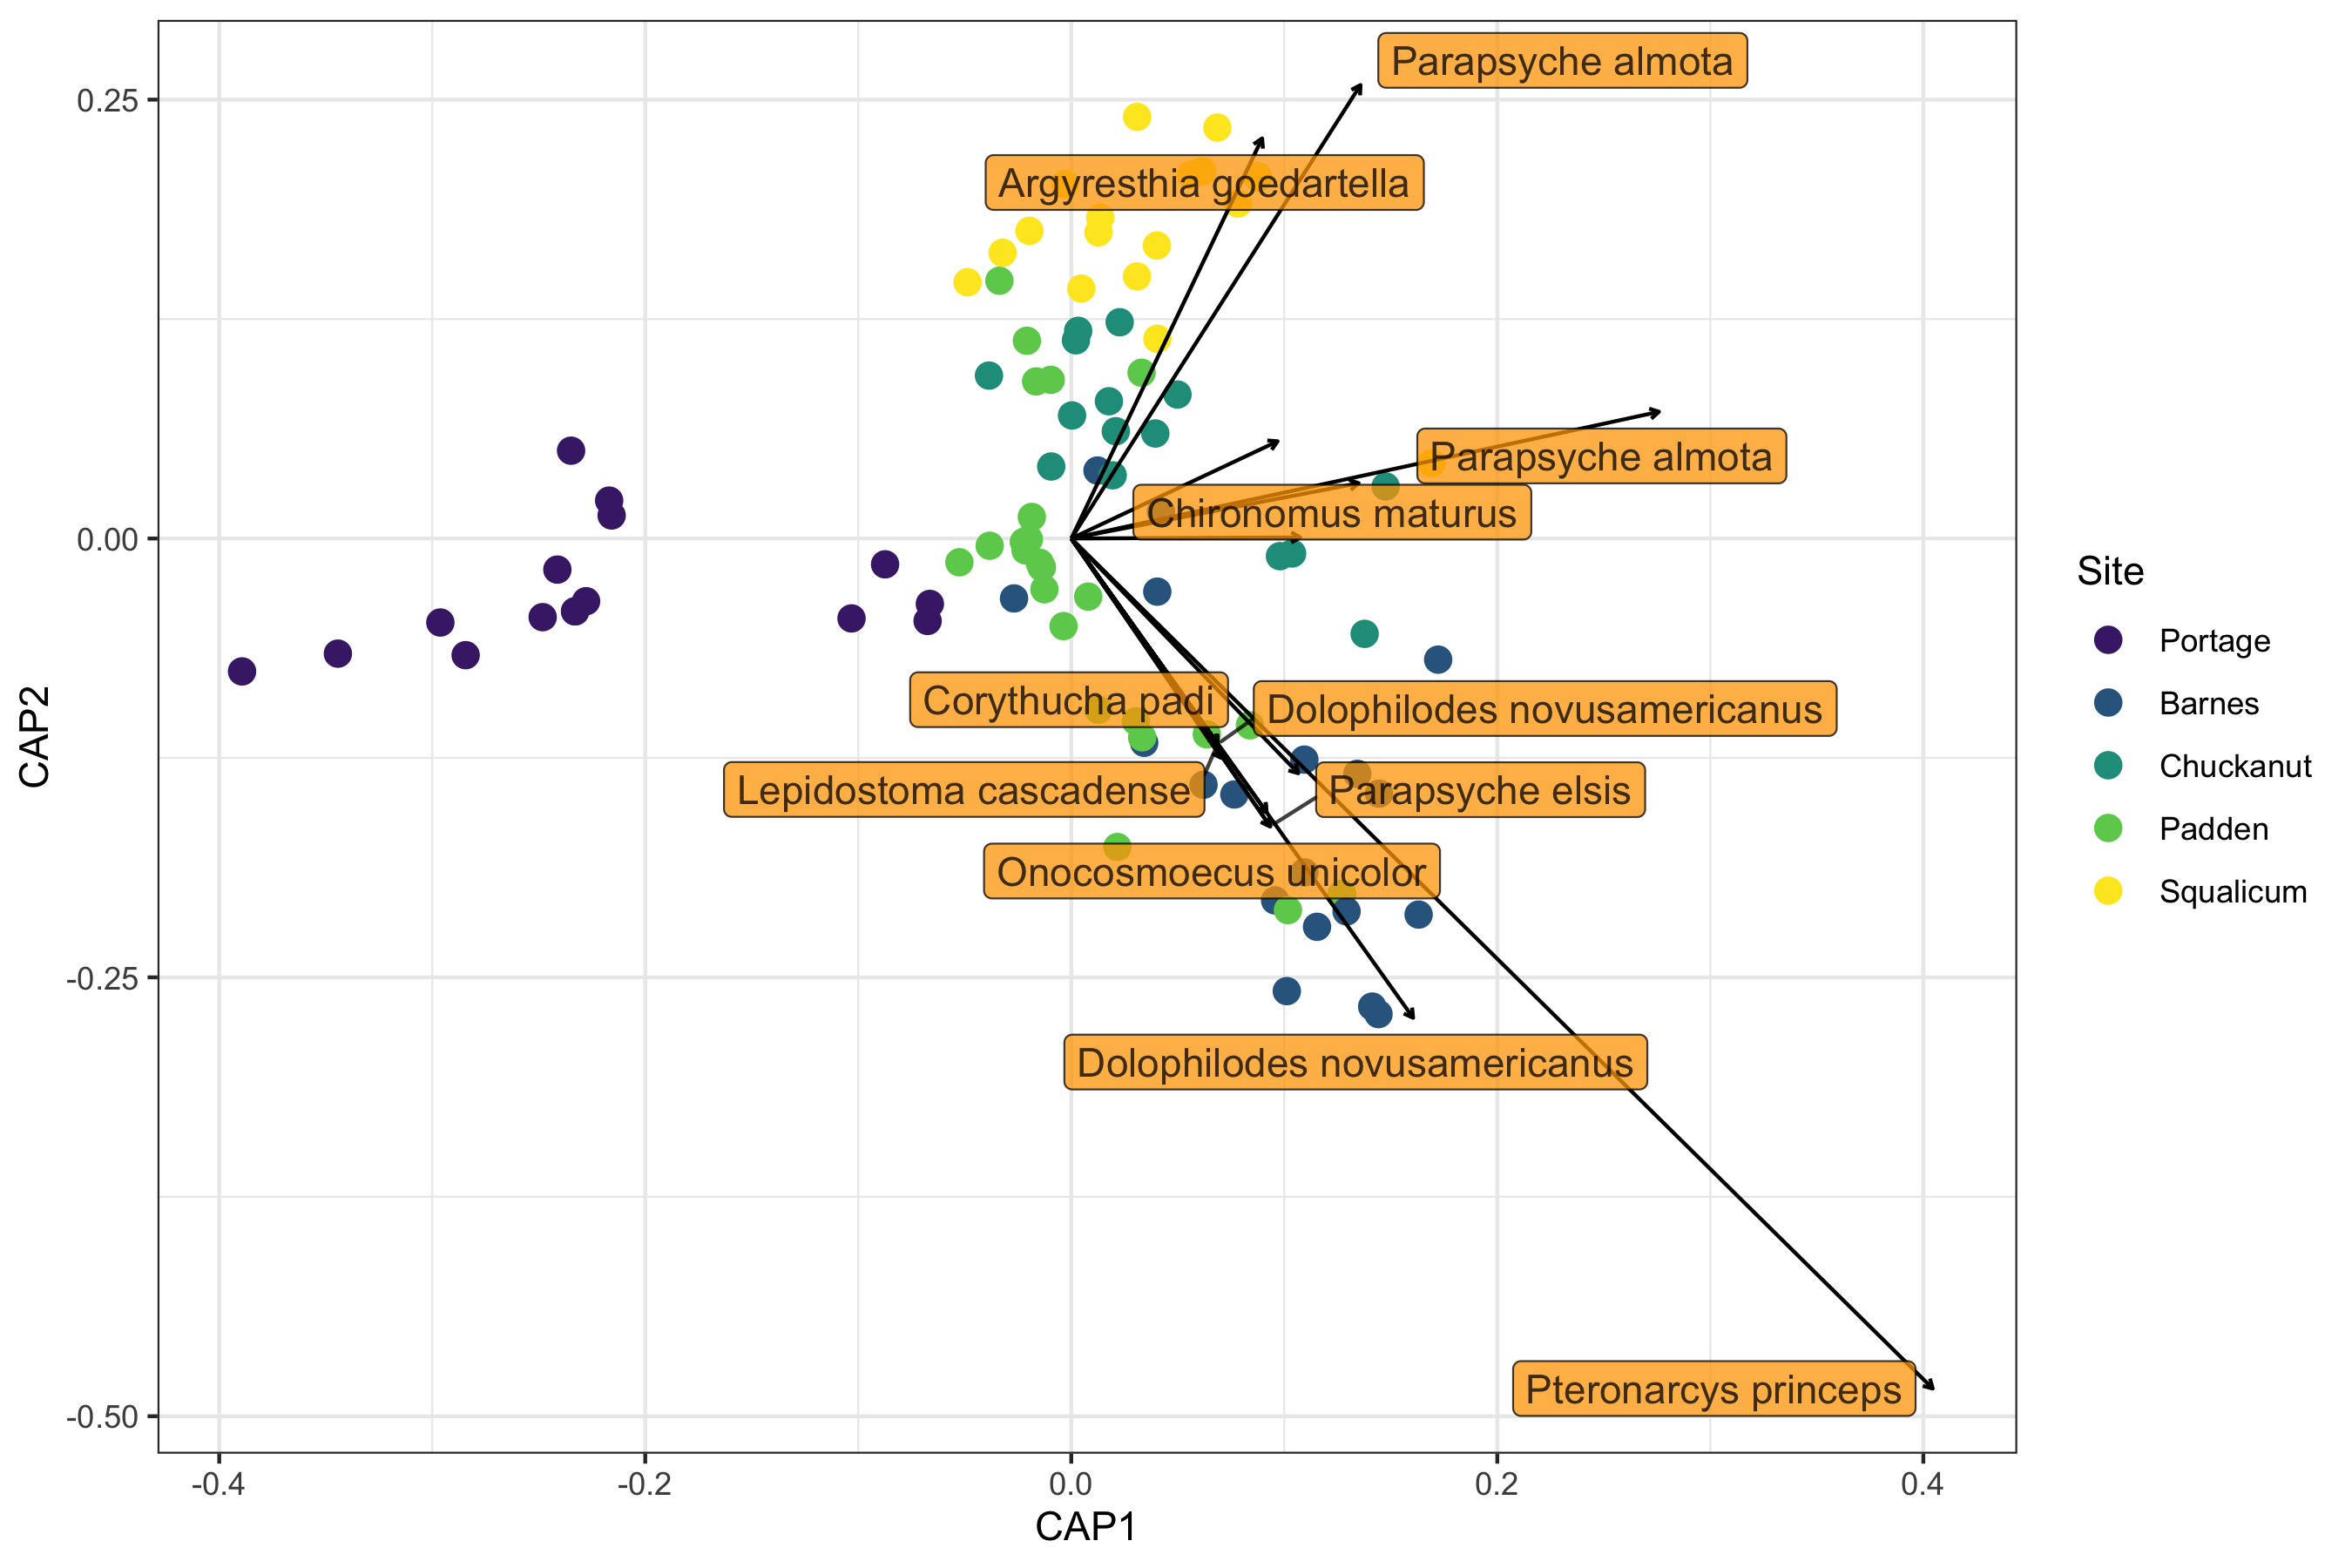 Parapsyche almota
0.25
Argyresthia goedartella
Parapsyche almota
Chironomus maturus
0.00
Site
Portage
Barnes
Chuckanut
Padden
Squalicum
Corythucha padi
Dolophilodes novusamericanus
CAP2
Lepidostoma cascadense
Parapsyche elsis
Onocosmoecus unicolor
-0.25
Dolophilodes novusamericanus
Pteronarcys princeps
-0.50
-0.4
-0.2
0.0
0.2
0.4
CAP1